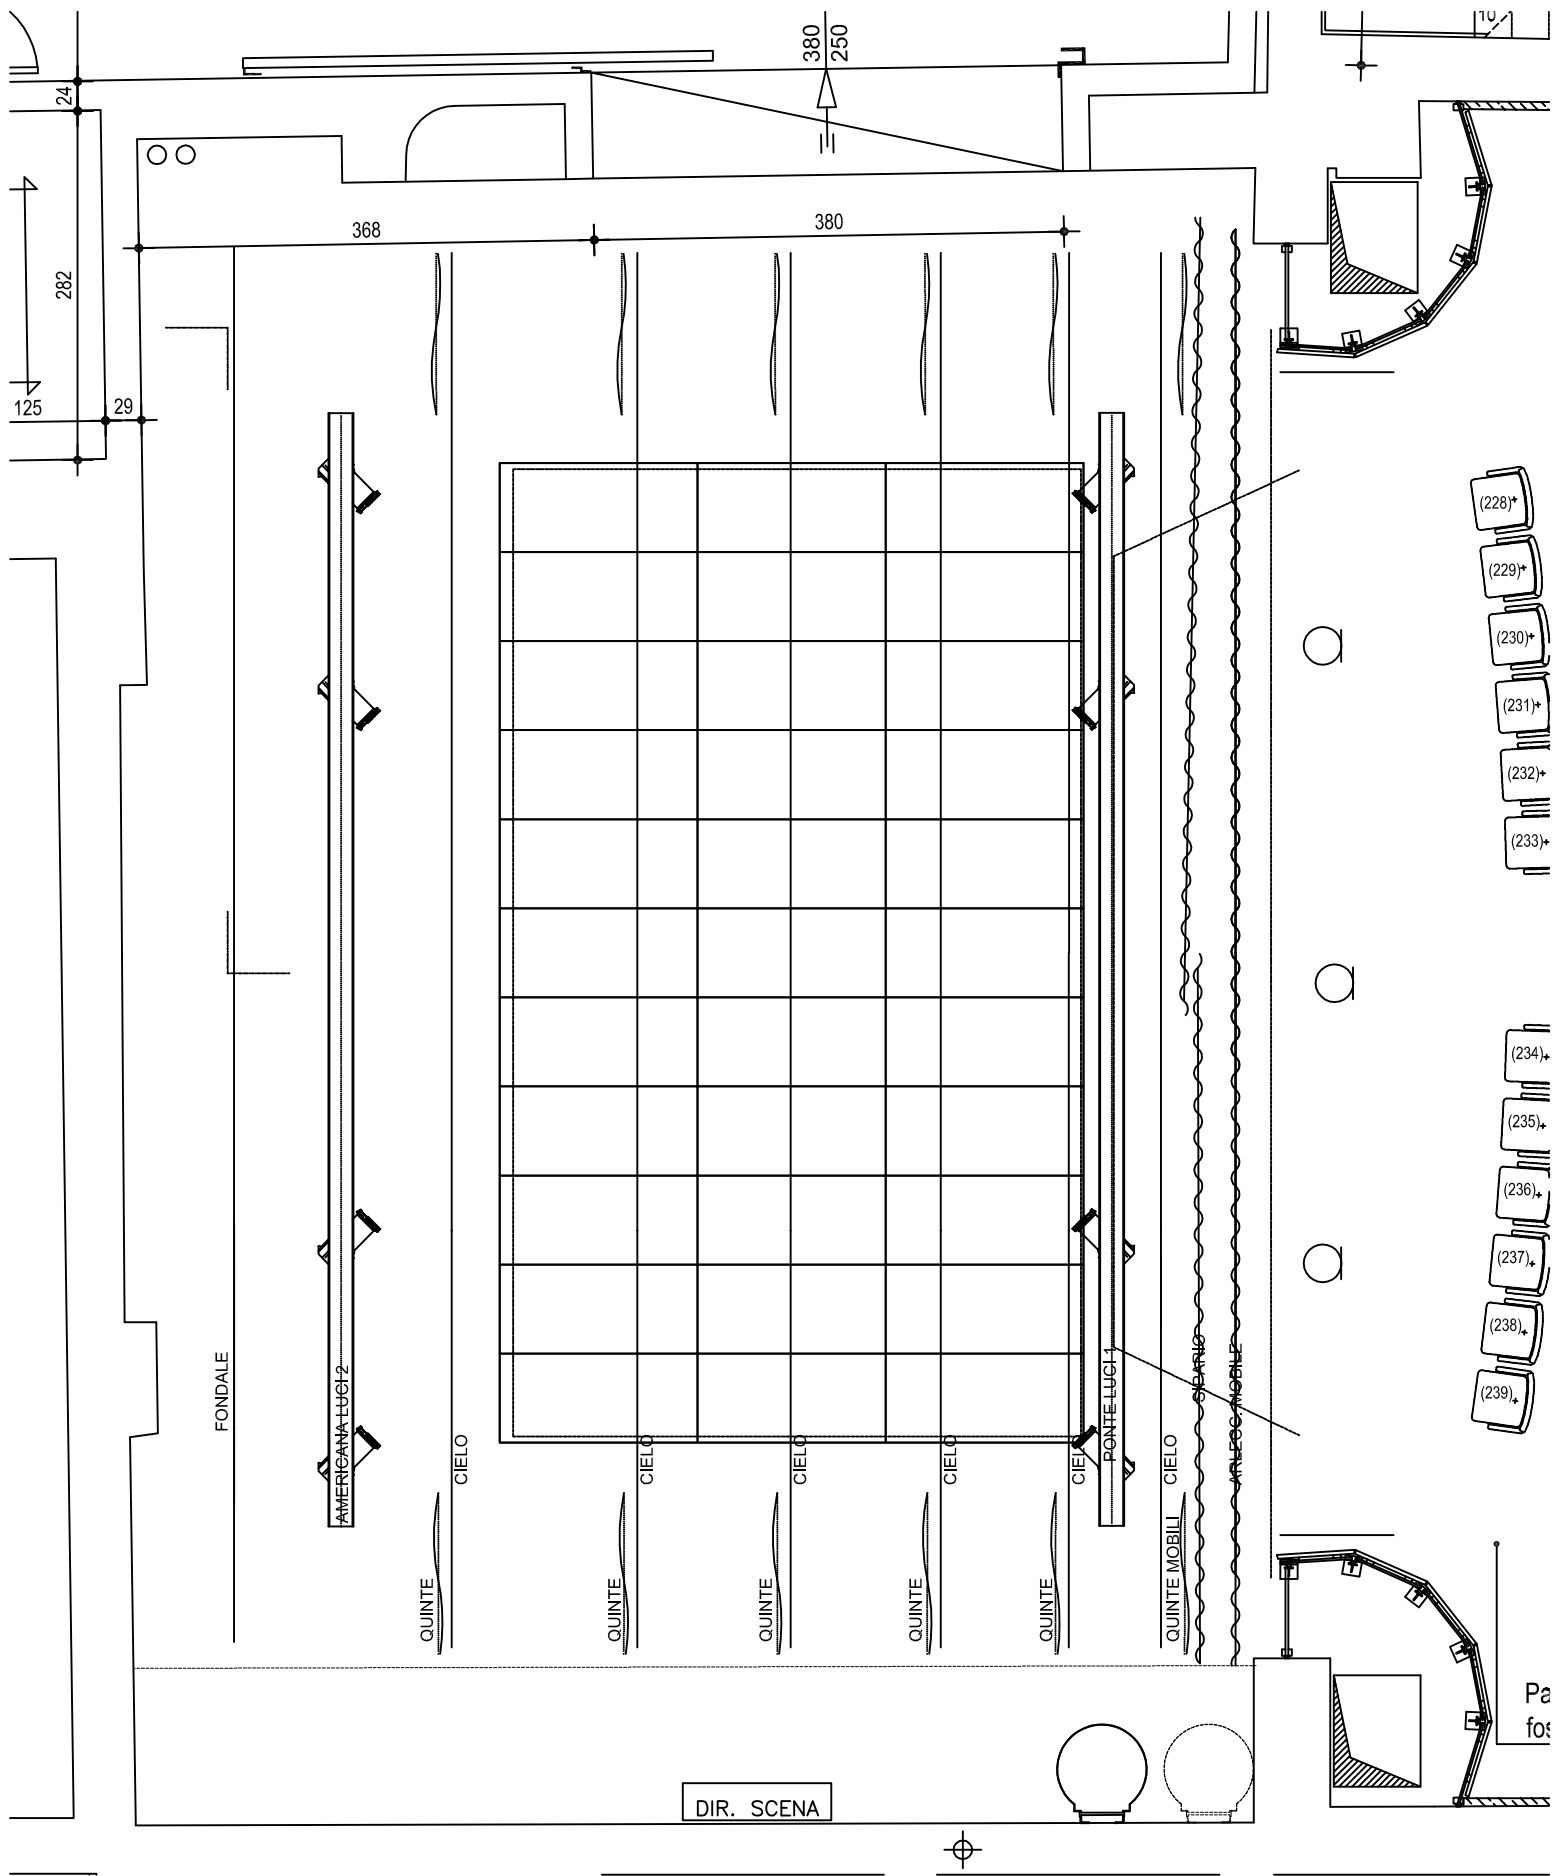 380
250
24
368
380
282
125
29
(228)
(229)
(230)
(231)
(232)
(233)
(234)
(235)
(236)
(237)
(238)
(239)
FONDALE
AMERICANA LUCI 2
PONTE LUCI 1
SIPARIO
ARLECC. MOBILE
CIELO
CIELO
CIELO
CIELO
CIELO
CIELO
QUINTE
QUINTE
QUINTE
QUINTE
QUINTE
QUINTE MOBILI
DIR. SCENA